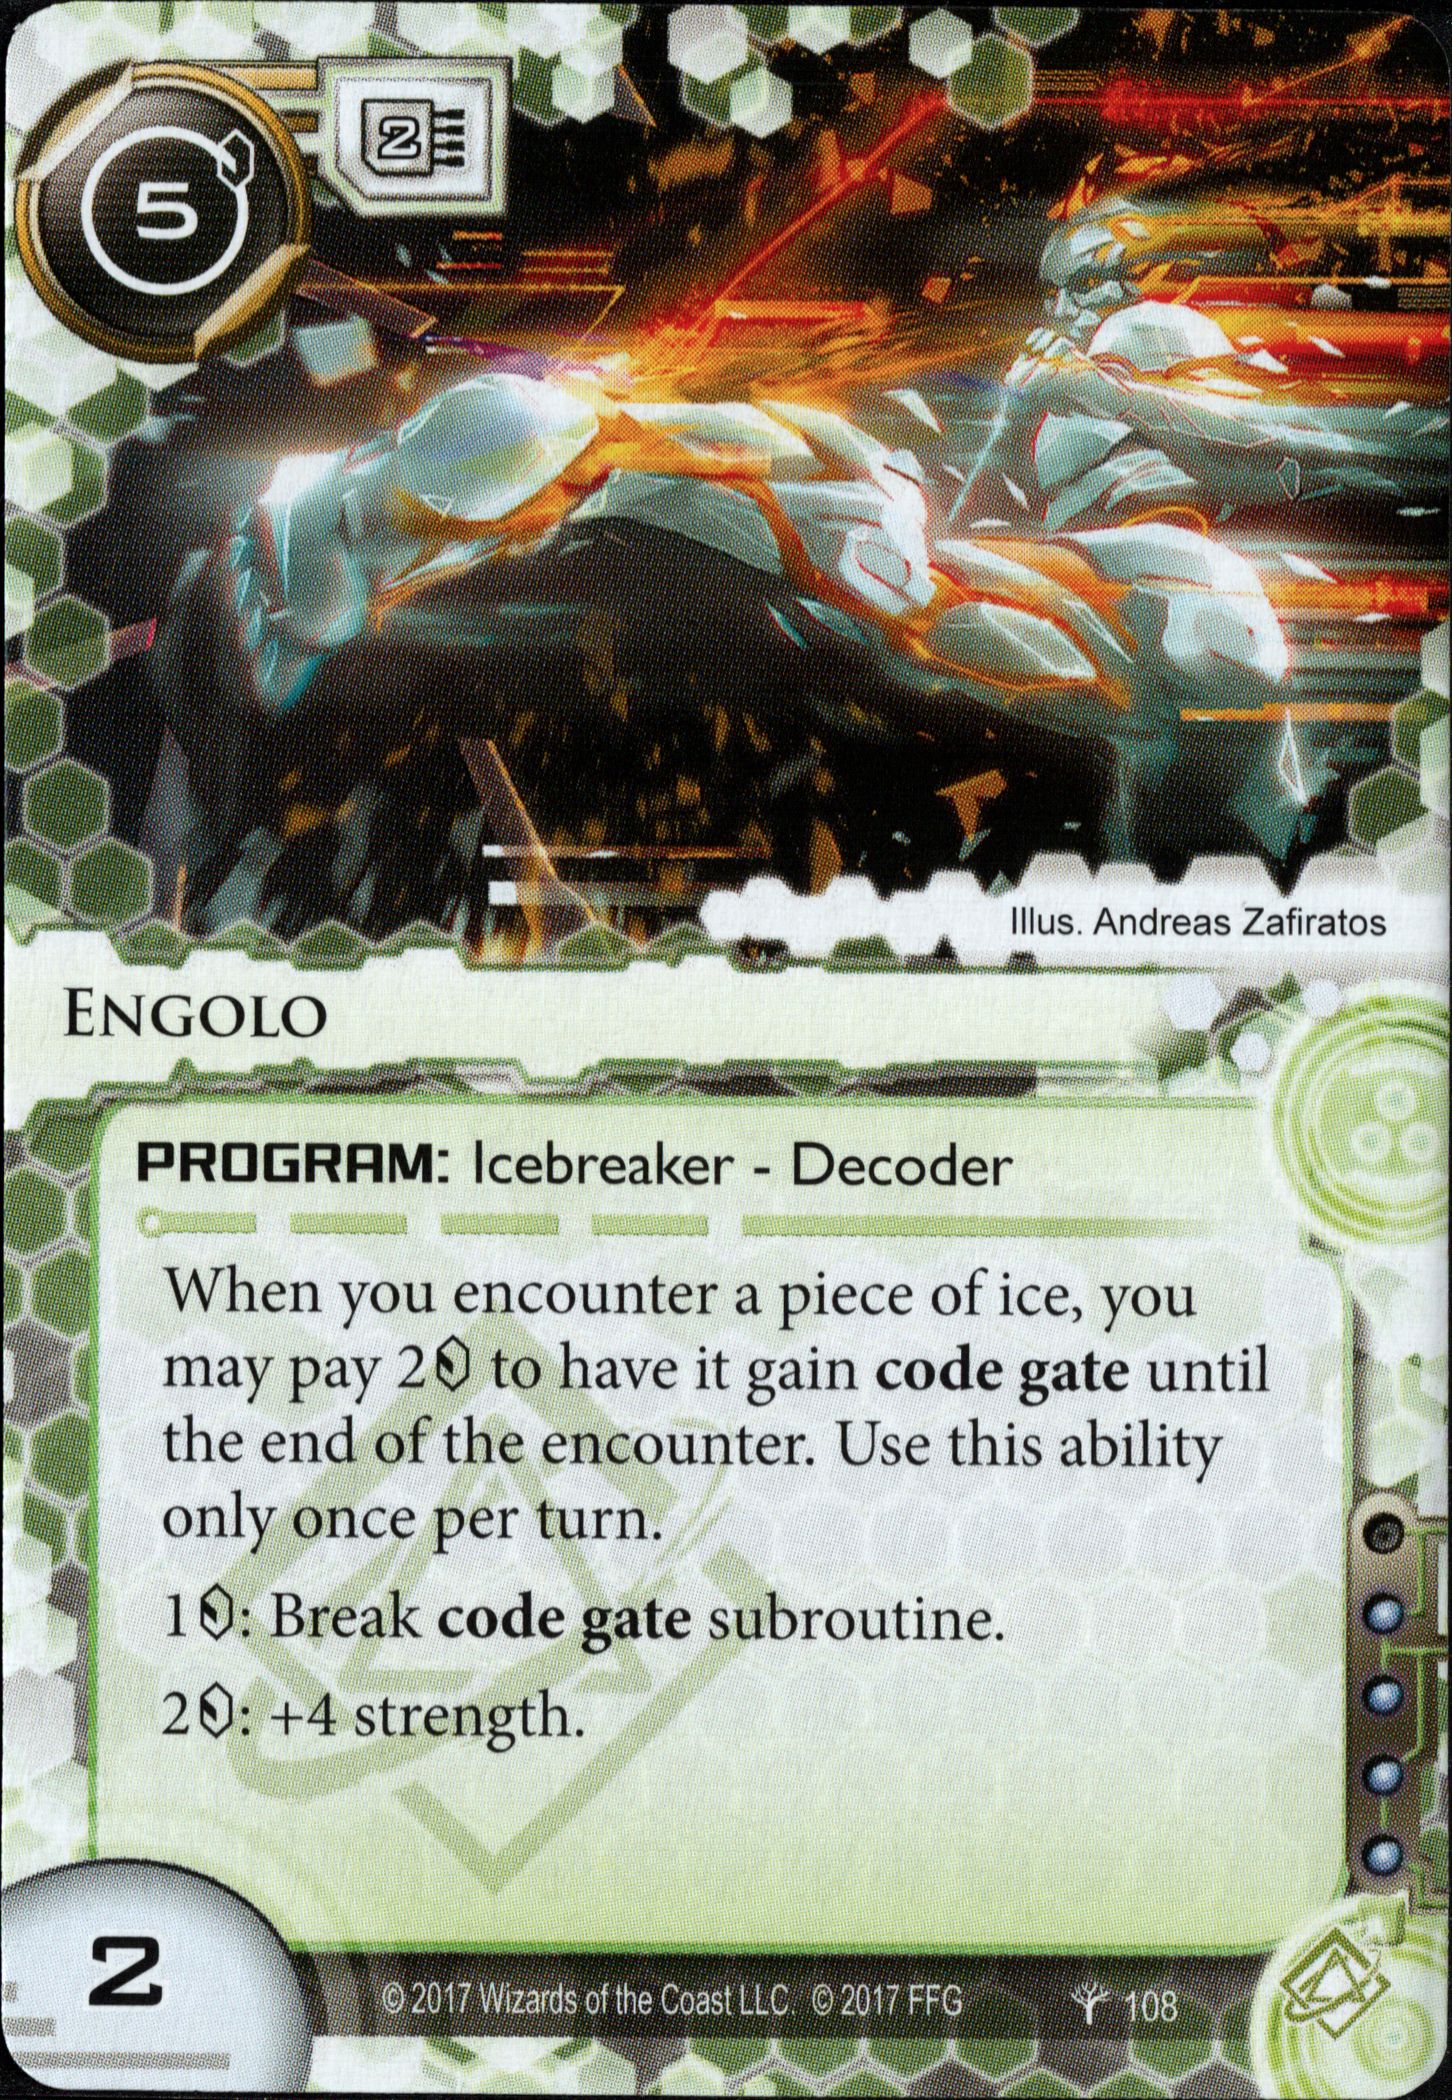 5
2
Illus. Andreas Zafiratos
ENGOLO
PROGRAM: Icebreaker - Decoder
When you encounter a piece of ice, you
may pay 2 to have it gain code gate until
the end of the encounter. Use this ability
only once per turn.
1: Break code gate subroutine.
2: +4 strength.
2
© 2017 Wizards of the Coast LLC. © 2017 FFG 108